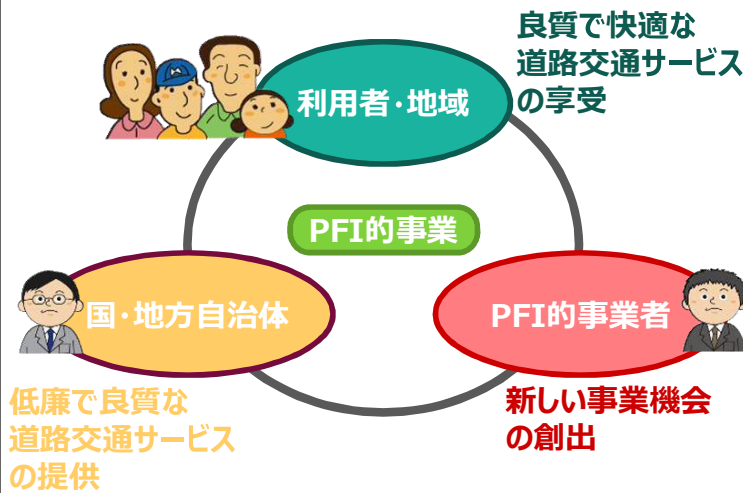 良質で快適な
道路交通サービス
の享受
利用者・地域
PFI的事業
国・地方自治体
PFI的事業者
低廉で良質な
道路交通サービス
の提供
新しい事業機会
の創出